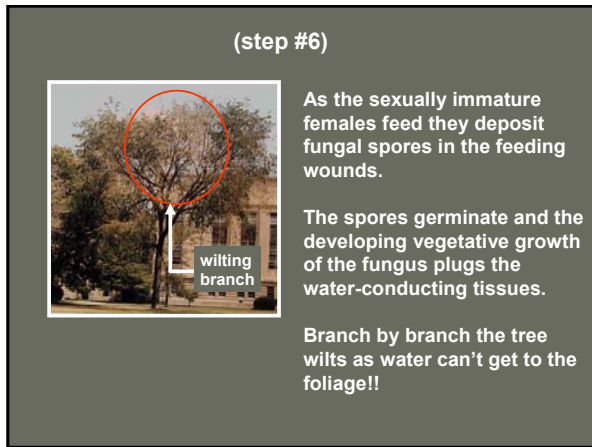 (step #6)
wilting
branch
As the sexually immature
females feed they deposit
fungal spores in the feeding
wounds.
The spores germinate and the
developing vegetative growth
of the fungus plugs the
water-conducting tissues.
Branch by branch the tree
wilts as water can’t get to the
foliage!!